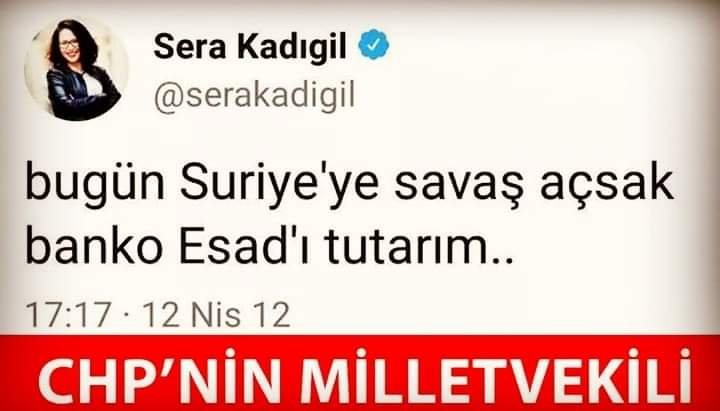 Sera Kadıgil
@serakadigil
bugün Suriye'ye savaş açsak
banko Esad'ı tutarım..
17:17 · 12 Nis 12
CHP'NİN MİLLETVEKİLİ